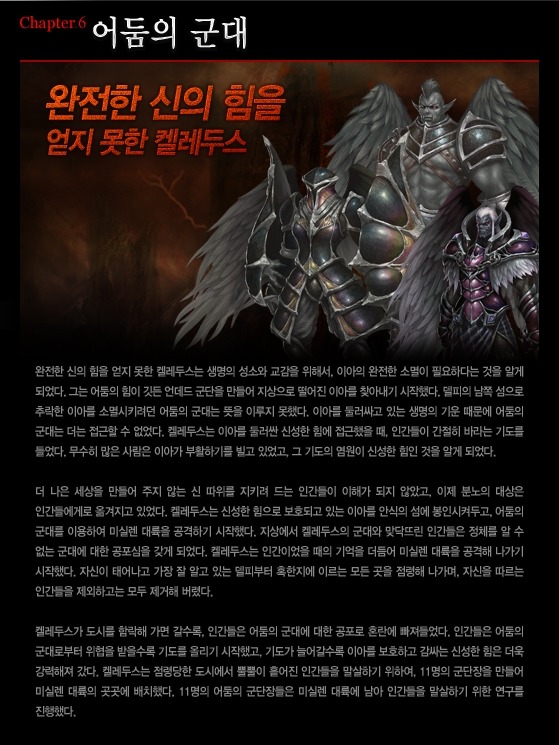 Chapter 6 어둠의 군대
완전한 신의 힘을
얻지 못한 켈레두스
완전한 신의 힘을 얻지 못한 켈레두스는 생명의 성소와 교감을 위해서, 이아의 완전한 소멸이 필요하다는 것을 알게
되었다. 그는 어둠의 힘이 깃든 언데드 군단을 만들어 지상으로 떨어진 이아를 찾아내기 시작했다. 델피의 남쪽 섬으로
추락한 이아를 소멸시키려던 어둠의 군대는 뜻을 이루지 못했다. 이아를 둘러싸고 있는 생명의 기운 때문에 어둠의
군대는 더는 접근할 수 없었다. 켈레두스는 이아를 둘러싼 신성한 힘에 접근했을 때, 인간들이 간절히 바라는 기도를
들었다. 무수히 많은 사람은 이아가 부활하기를 빌고 있었고, 그 기도의 염원이 신성한 힘인 것을 알게 되었다.
더 나은 세상을 만들어 주지 않는 신 따위를 지키려 드는 인간들이 이해가 되지 않았고, 이제 분노의 대상은
인간들에게로 옮겨지고 있었다. 켈레두스는 신성한 힘으로 보호되고 있는 이아를 안식의 섬에 봉인시켜두고, 어둠의
군대를 이용하여 미실렌 대륙을 공격하기 시작했다. 지상에서 켈레두스의 군대와 맞닥뜨린 인간들은 정체를 알 수
없는 군대에 대한 공포심을 갖게 되었다. 켈레두스는 인간이었을 때의 기억을 더듬어 미실렌 대륙을 공격해 나가기
시작했다. 자신이 태어나고 가장 잘 알고 있는 델피부터 혹한지에 이르는 모든 곳을 점령해 나가며, 자신을 따르는
인간들을 제외하고는 모두 제거해 버렸다.
켈레두스가 도시를 함락해 가면 갈수록, 인간들은 어둠의 군대에 대한 공포로 혼란에 빠져들었다. 인간들은 어둠의
군대로부터 위협을 받을수록 기도를 올리기 시작했고, 기도가 늘어갈수록 이아를 보호하고 감싸는 신성한 힘은 더욱
강력해져 갔다. 켈레두스는 점령당한 도시에서 뿔뿔이 흩어진 인간들을 말살하기 위하여, 11명의 군단장을 만들어
미실렌 대륙의 곳곳에 배치했다. 11명의 어둠의 군단장들은 미실렌 대륙에 남아 인간들을 말살하기 위한 연구를
진행했다.